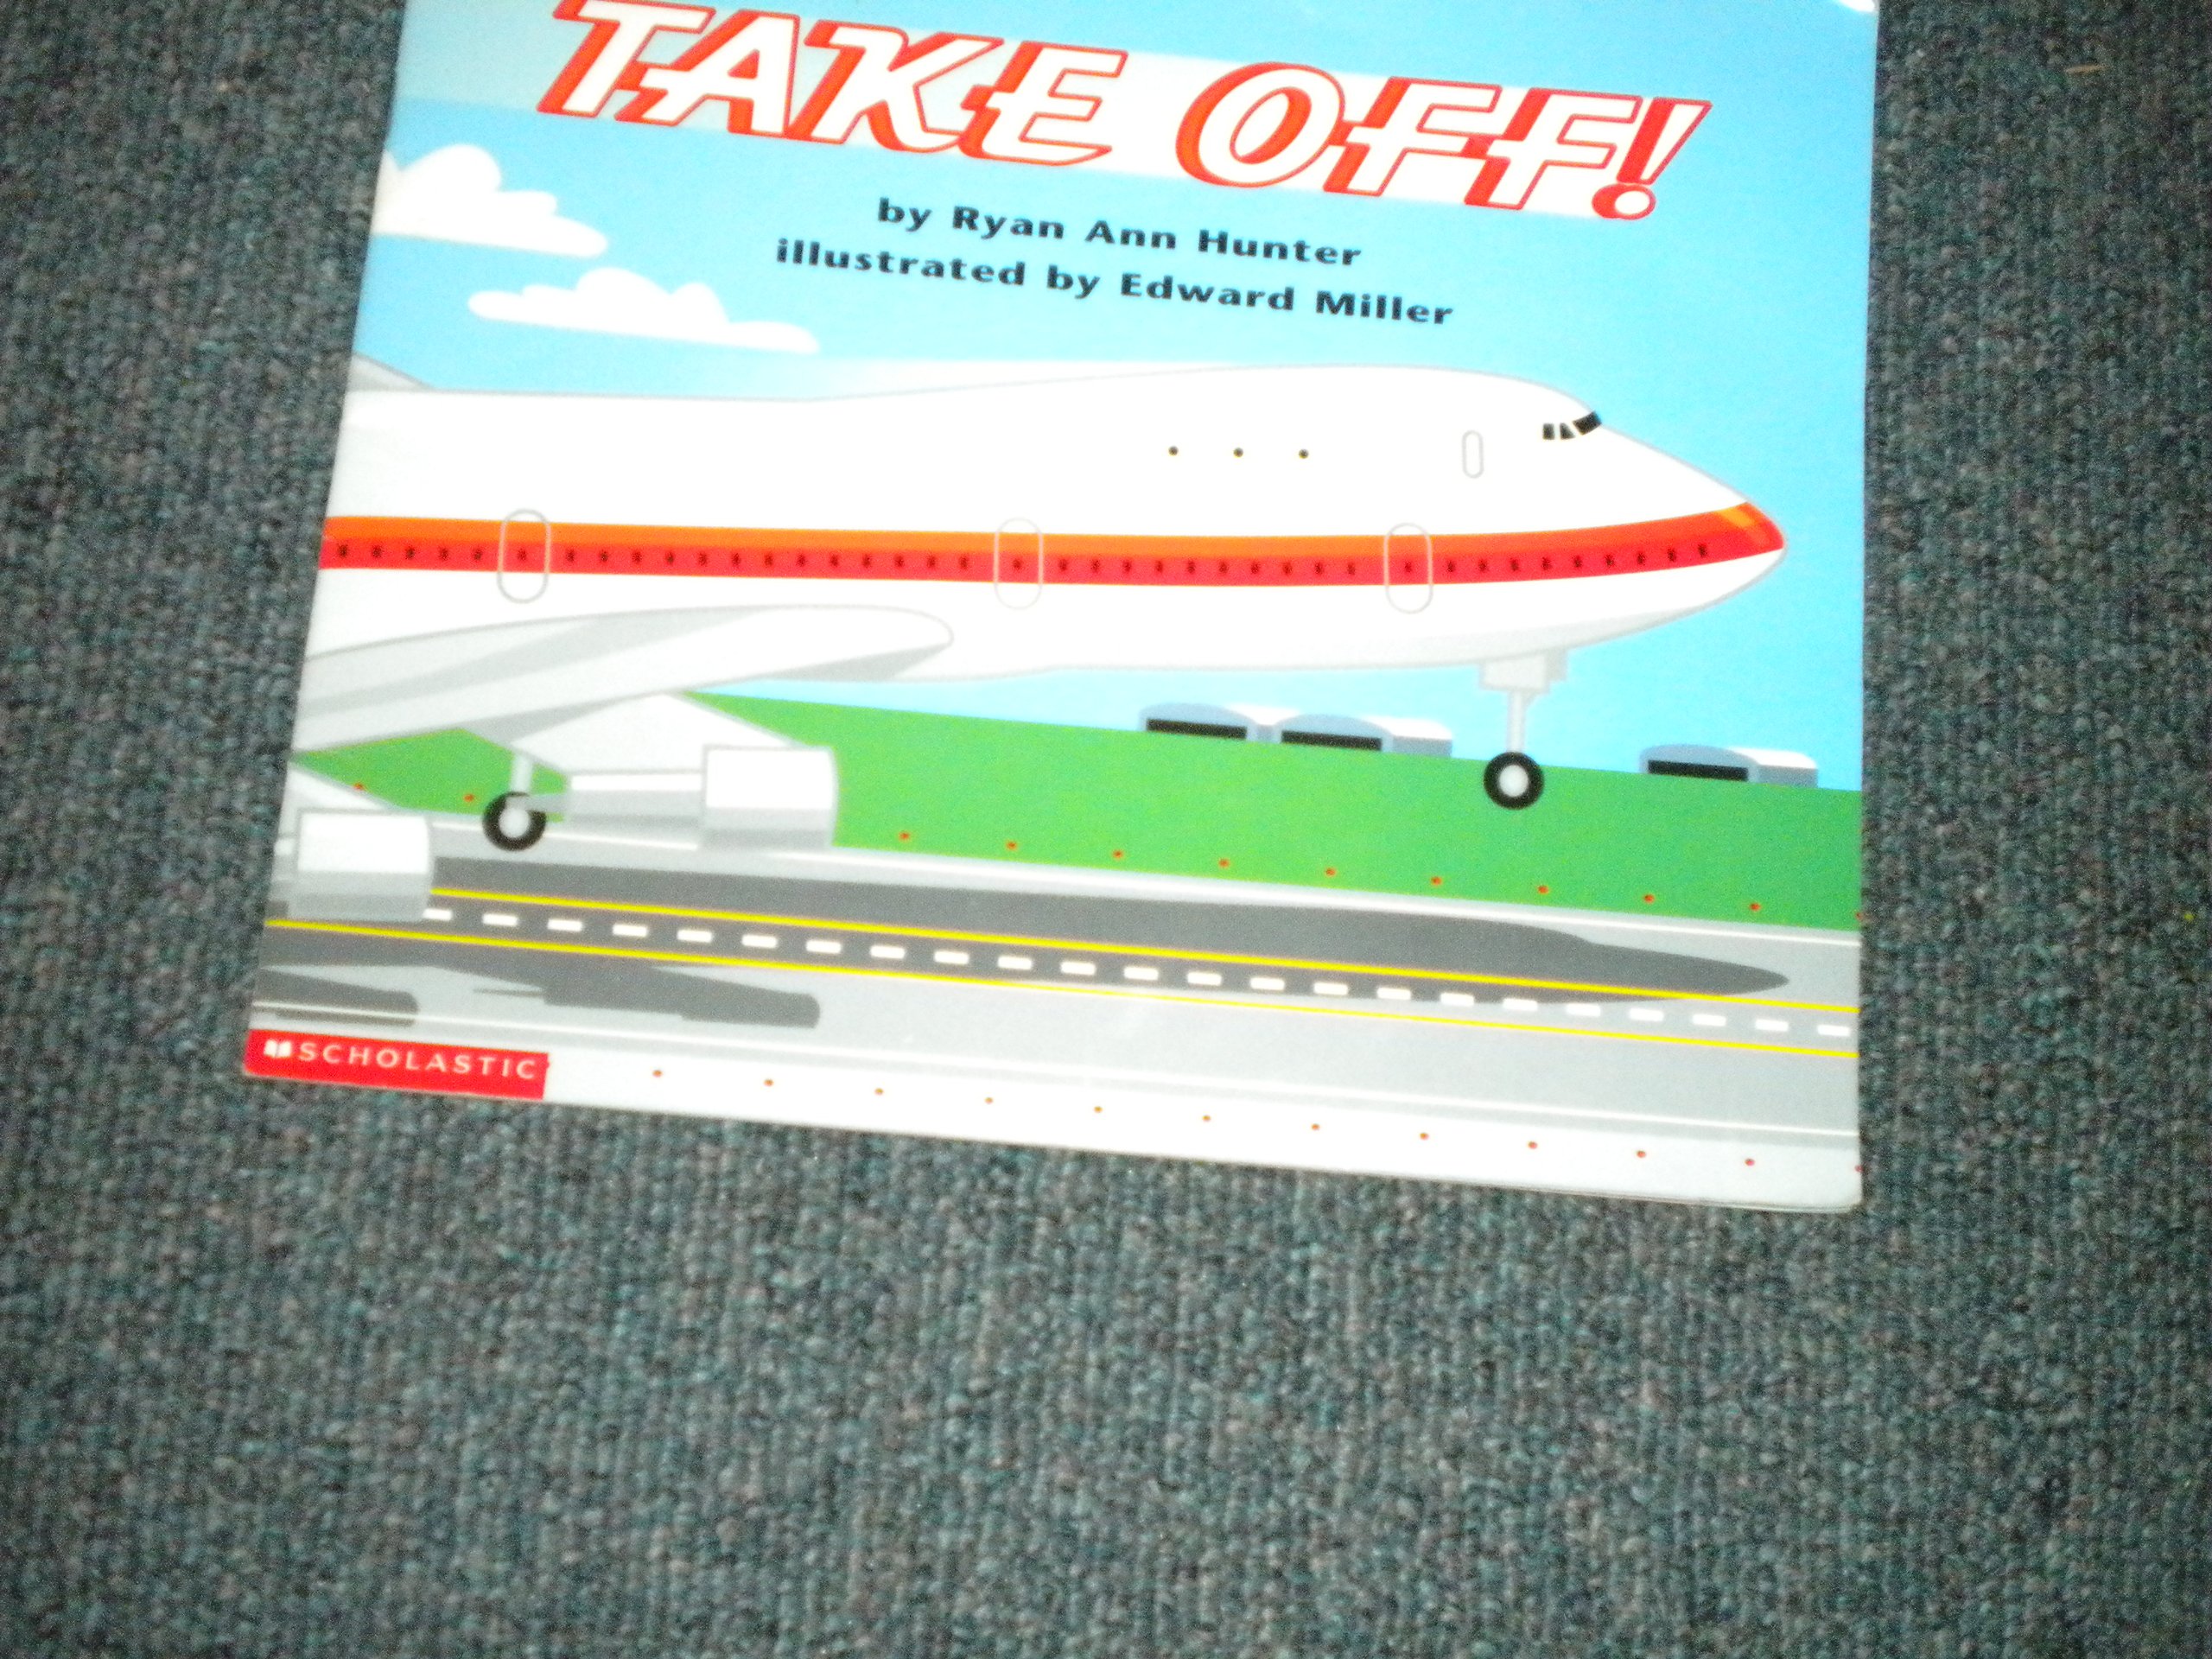 TAKE OFF!
by Ryan Ann Hunter
illustrated by Edward Miller
SCHOLASTIC